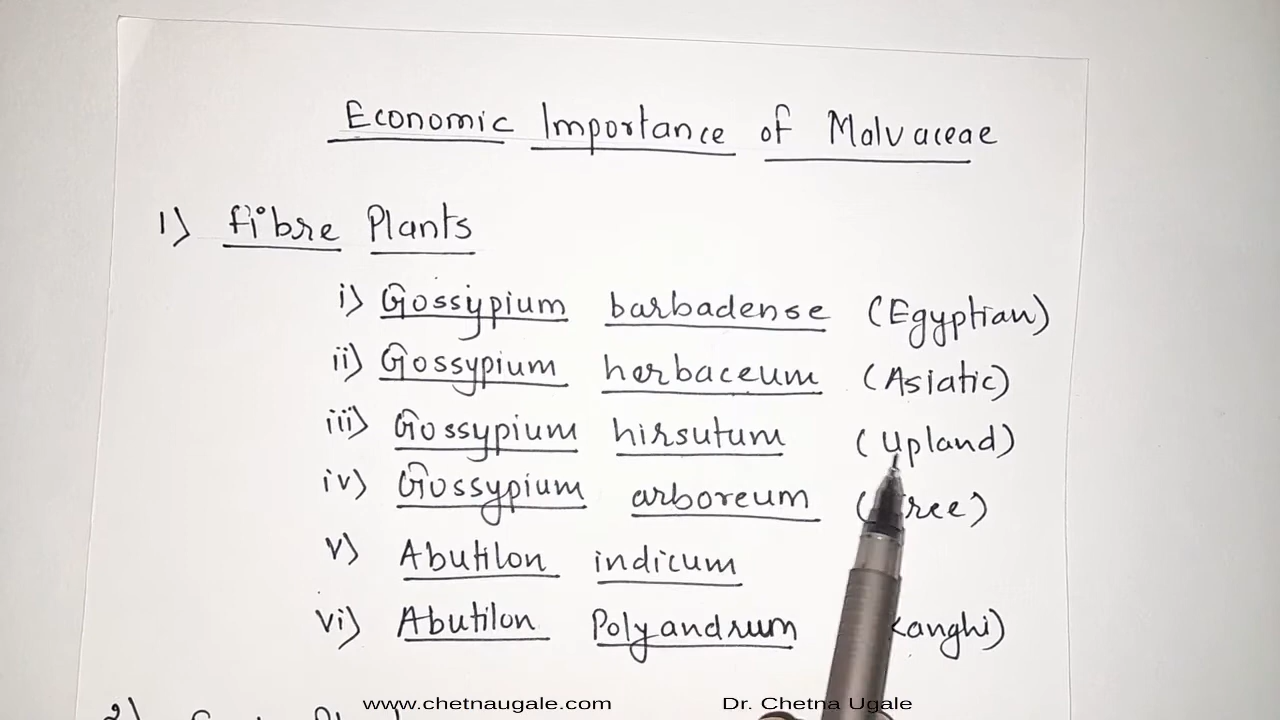 Economic Importance of Malvaceae
1) Fibre Plants
i) Gossypium barbadense (Egyptian)
ii) Gossypium herbaceum (Asiatic)
iii) Gossypium hirsutum (Upland)
iv) Gossypium arboreum
v) Abutilon indicum
vi) Abutilon Polyandrum
2)
www.chetnaugale.com Dr. Chetna Ugale